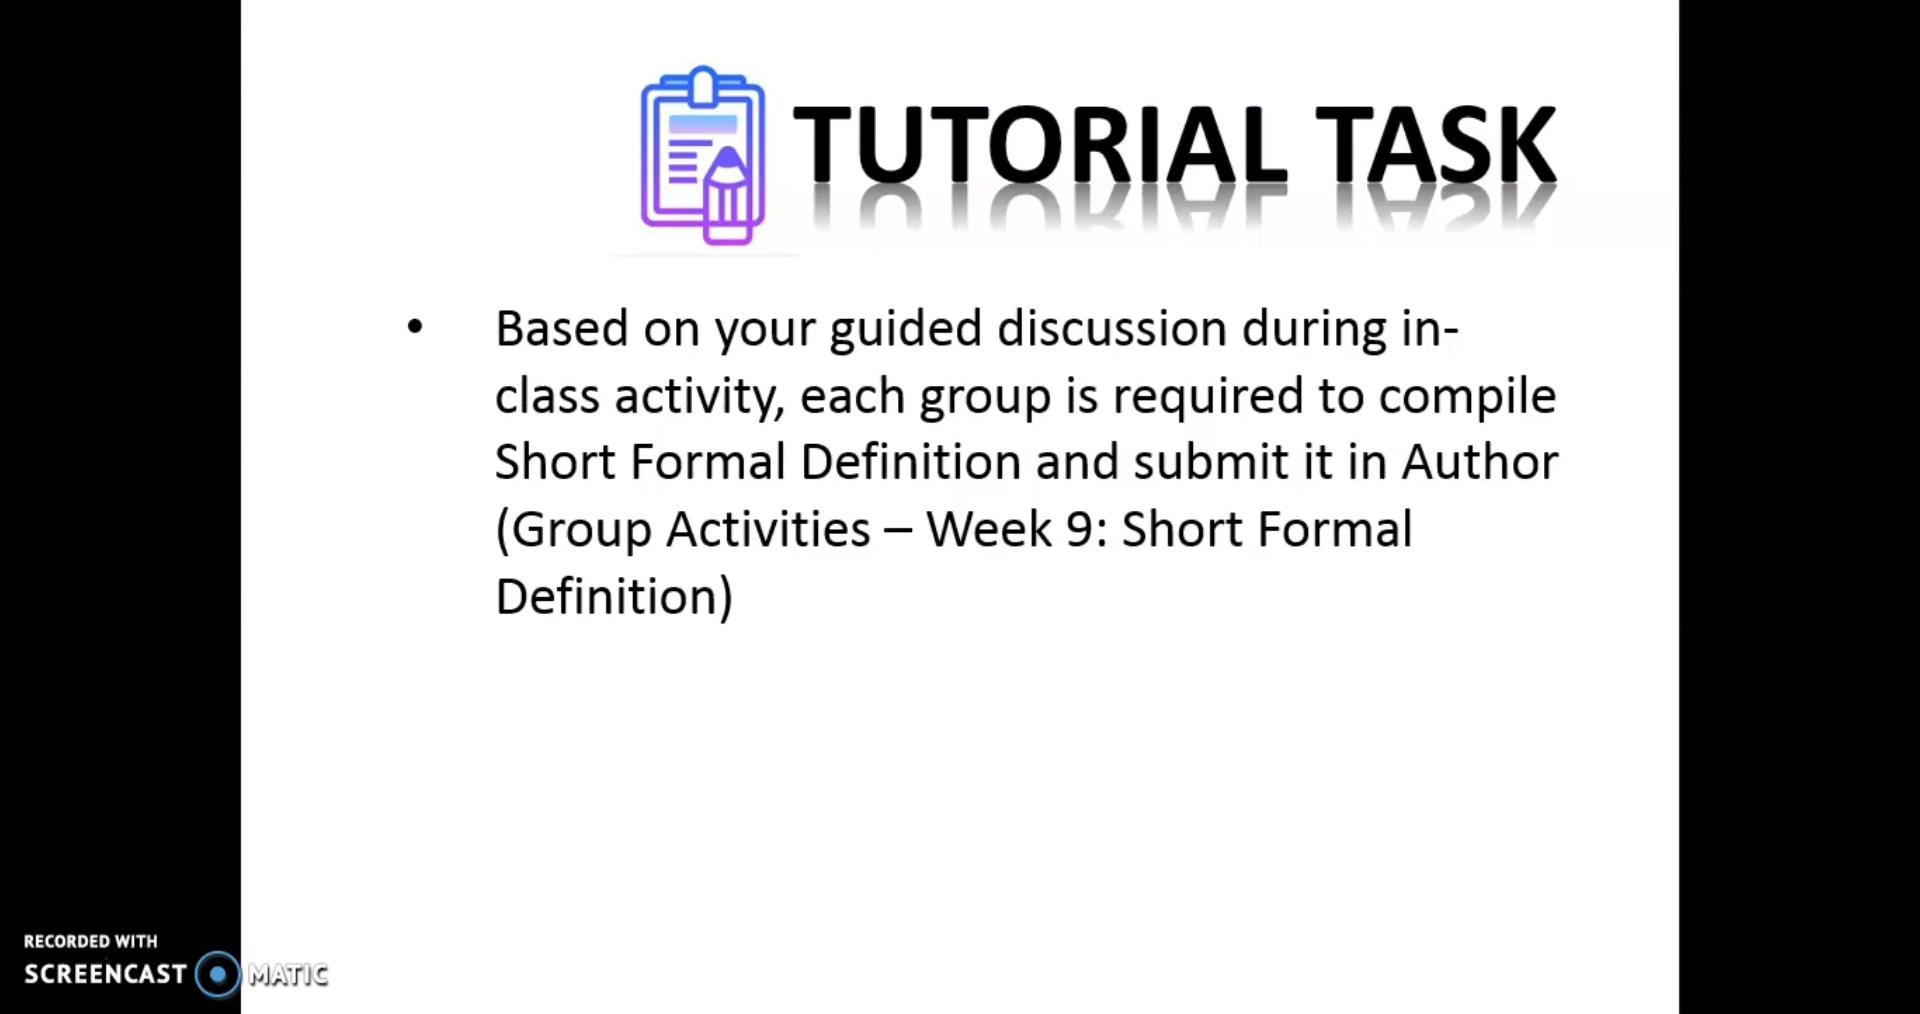 TUTORIAL TASK
• Based on your guided discussion during in-
class activity, each group is required to compile
Short Formal Definition and submit it in Author
(Group Activities – Week 9: Short Formal
Definition)
RECORDED WITH
SCREENCAST MATIC